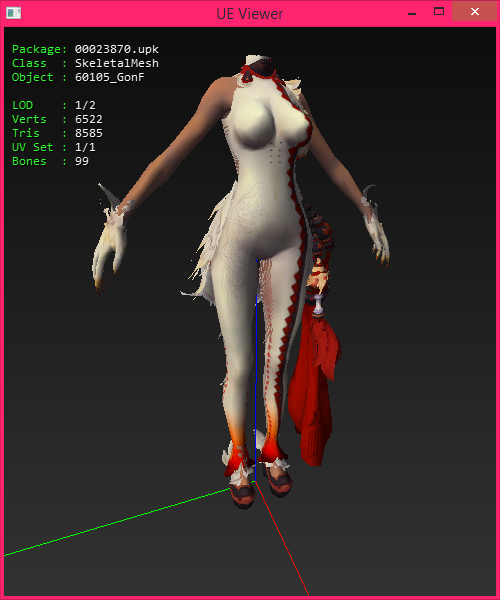 UE Viewer
Package: 00023870.upk
Class  : SkeletalMesh
Object : 60105_GonF
LOD    : 1/2
Verts  : 6522
Tris   : 8585
UV Set : 1/1
Bones  : 99